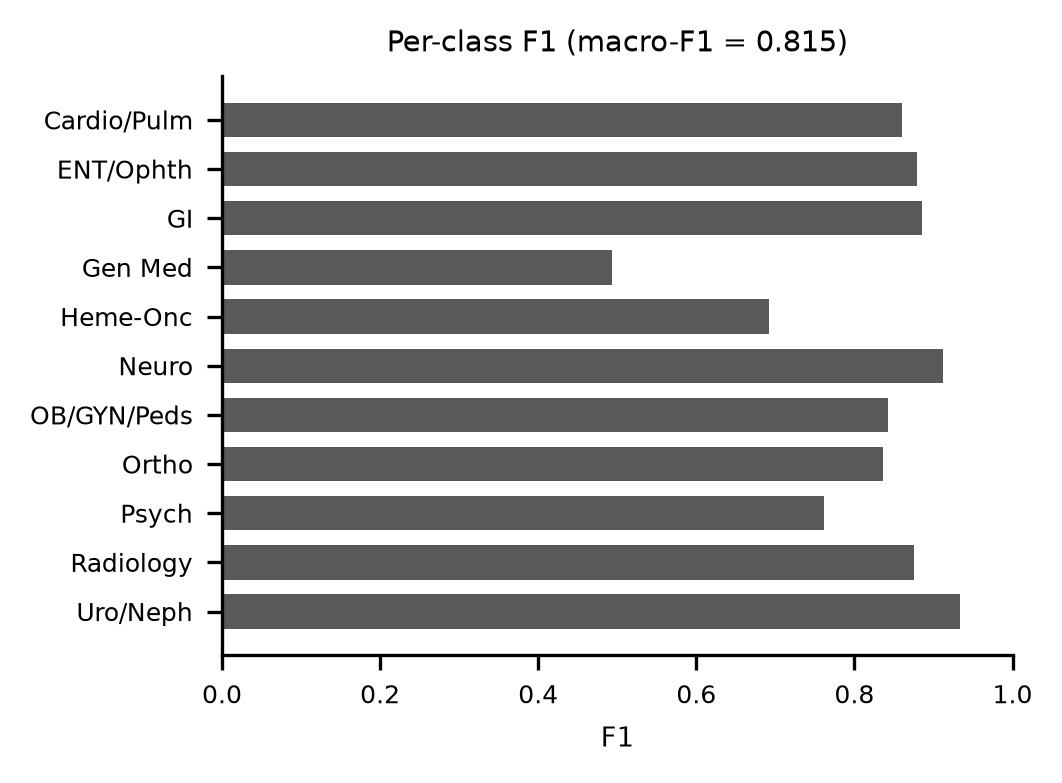 Per-class F1 (macro-F1 = 0.815)
Cardio/Pulm
ENT/Ophth
GI
Gen Med
Heme-Onc
Neuro
OB/GYN/Peds
Ortho
Psych
Radiology
Uro/Neph
0.0 0.2 0.4 0.6 0.8 1.0
F1